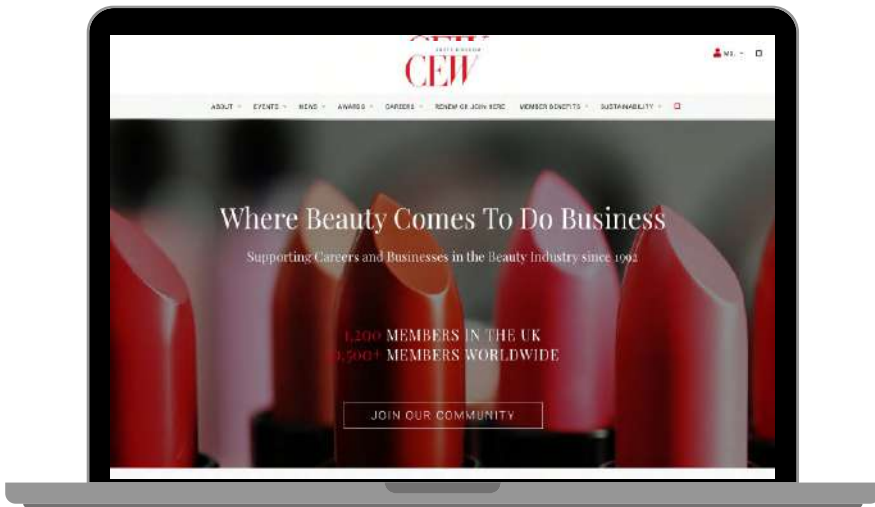 CEW
ABOUT
EVENTS
NEWS
AWARDS
CAREERS
RENEW OR JOIN HERE
MEMBER BENEFITS
SUSTAINABILITY
Where Beauty Comes To Do Business
Supporting Careers and Businesses in the Beauty Industry since 1992
1,200 MEMBERS IN THE UK
MEMBERS WORLDWIDE
JOIN OUR COMMUNITY